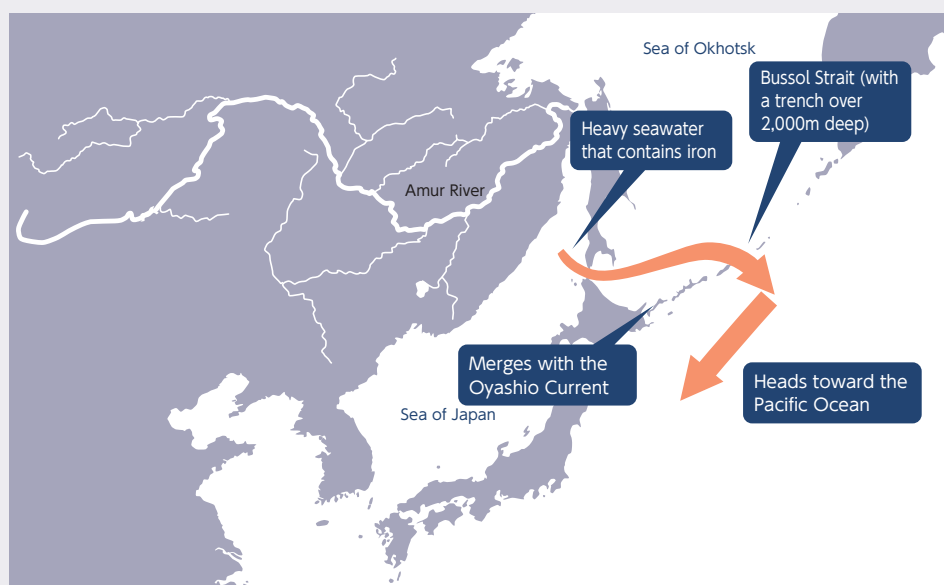 Sea of Okhotsk
Bussol Strait (with
a trench over
2,000m deep)
Heavy seawater
that contains iron
Amur River
Merges with the
Oyashio Current
Heads toward the
Pacific Ocean
Sea of Japan